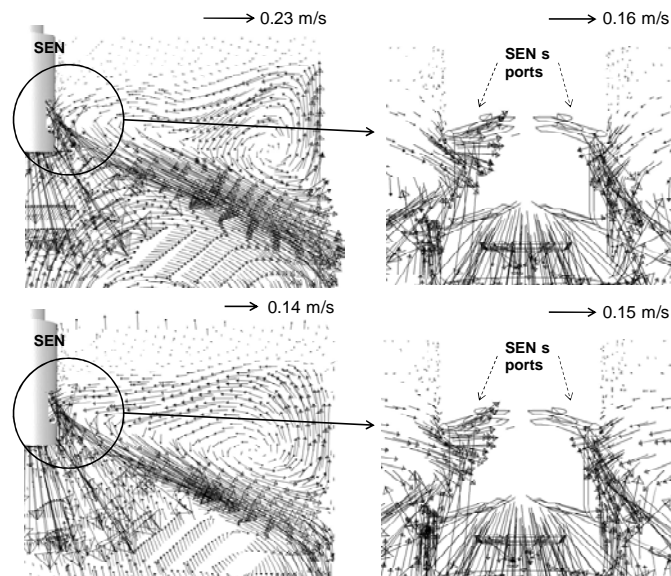 0.23 m/s
0.16 m/s
SEN
SEN s
ports
0.14 m/s
0.15 m/s
SEN
SEN s
ports